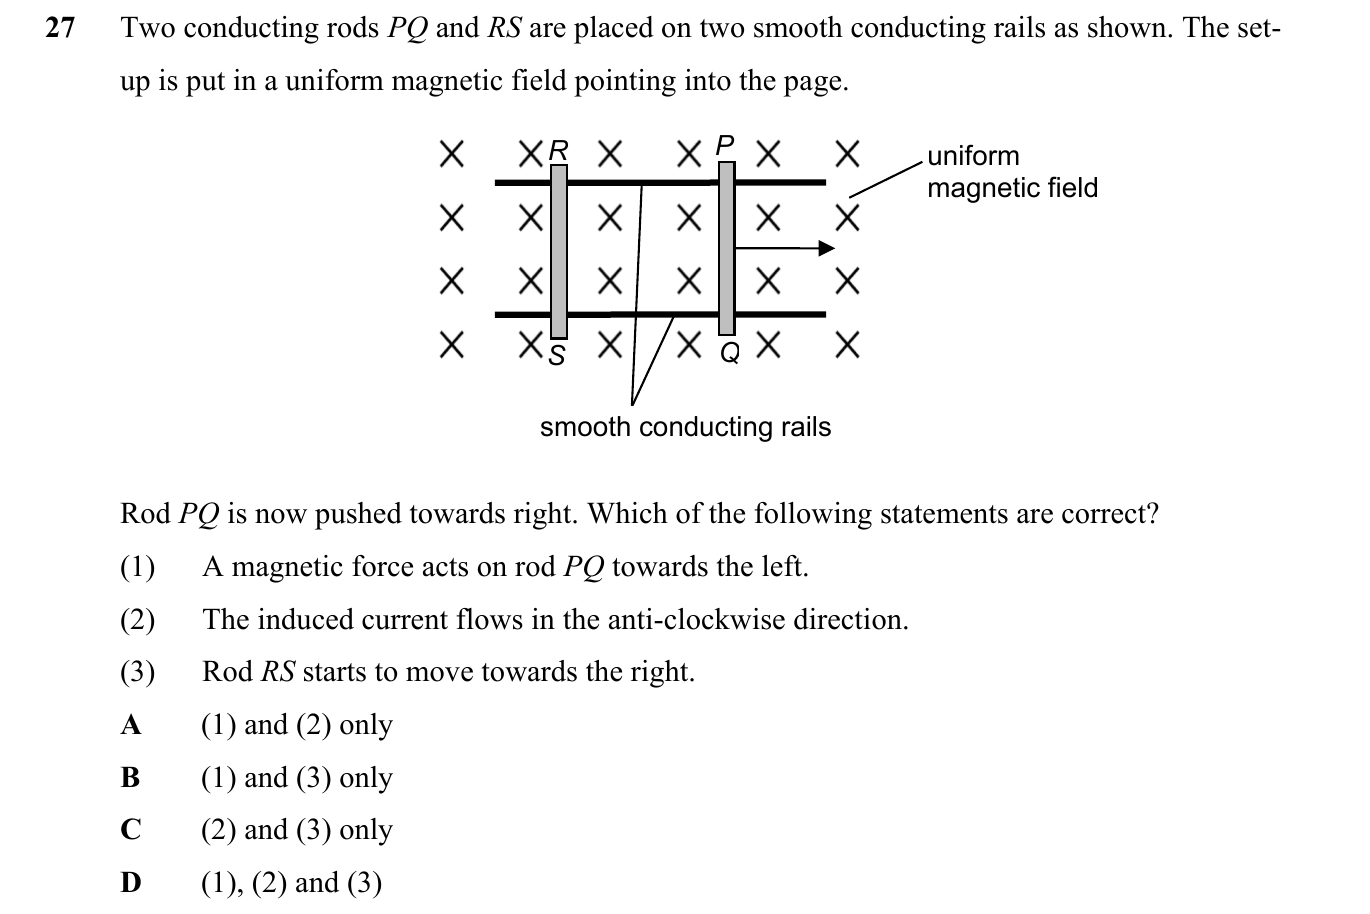 27 Two conducting rods PQ and RS are placed on two smooth conducting rails as shown. The set-
up is put in a uniform magnetic field pointing into the page.
R
P
uniform
magnetic field
S
Q
smooth conducting rails
Rod PQ is now pushed towards right. Which of the following statements are correct?
(1) A magnetic force acts on rod PQ towards the left.
(2) The induced current flows in the anti-clockwise direction.
(3) Rod RS starts to move towards the right.
A (1) and (2) only
B (1) and (3) only
C (2) and (3) only
D (1), (2) and (3)